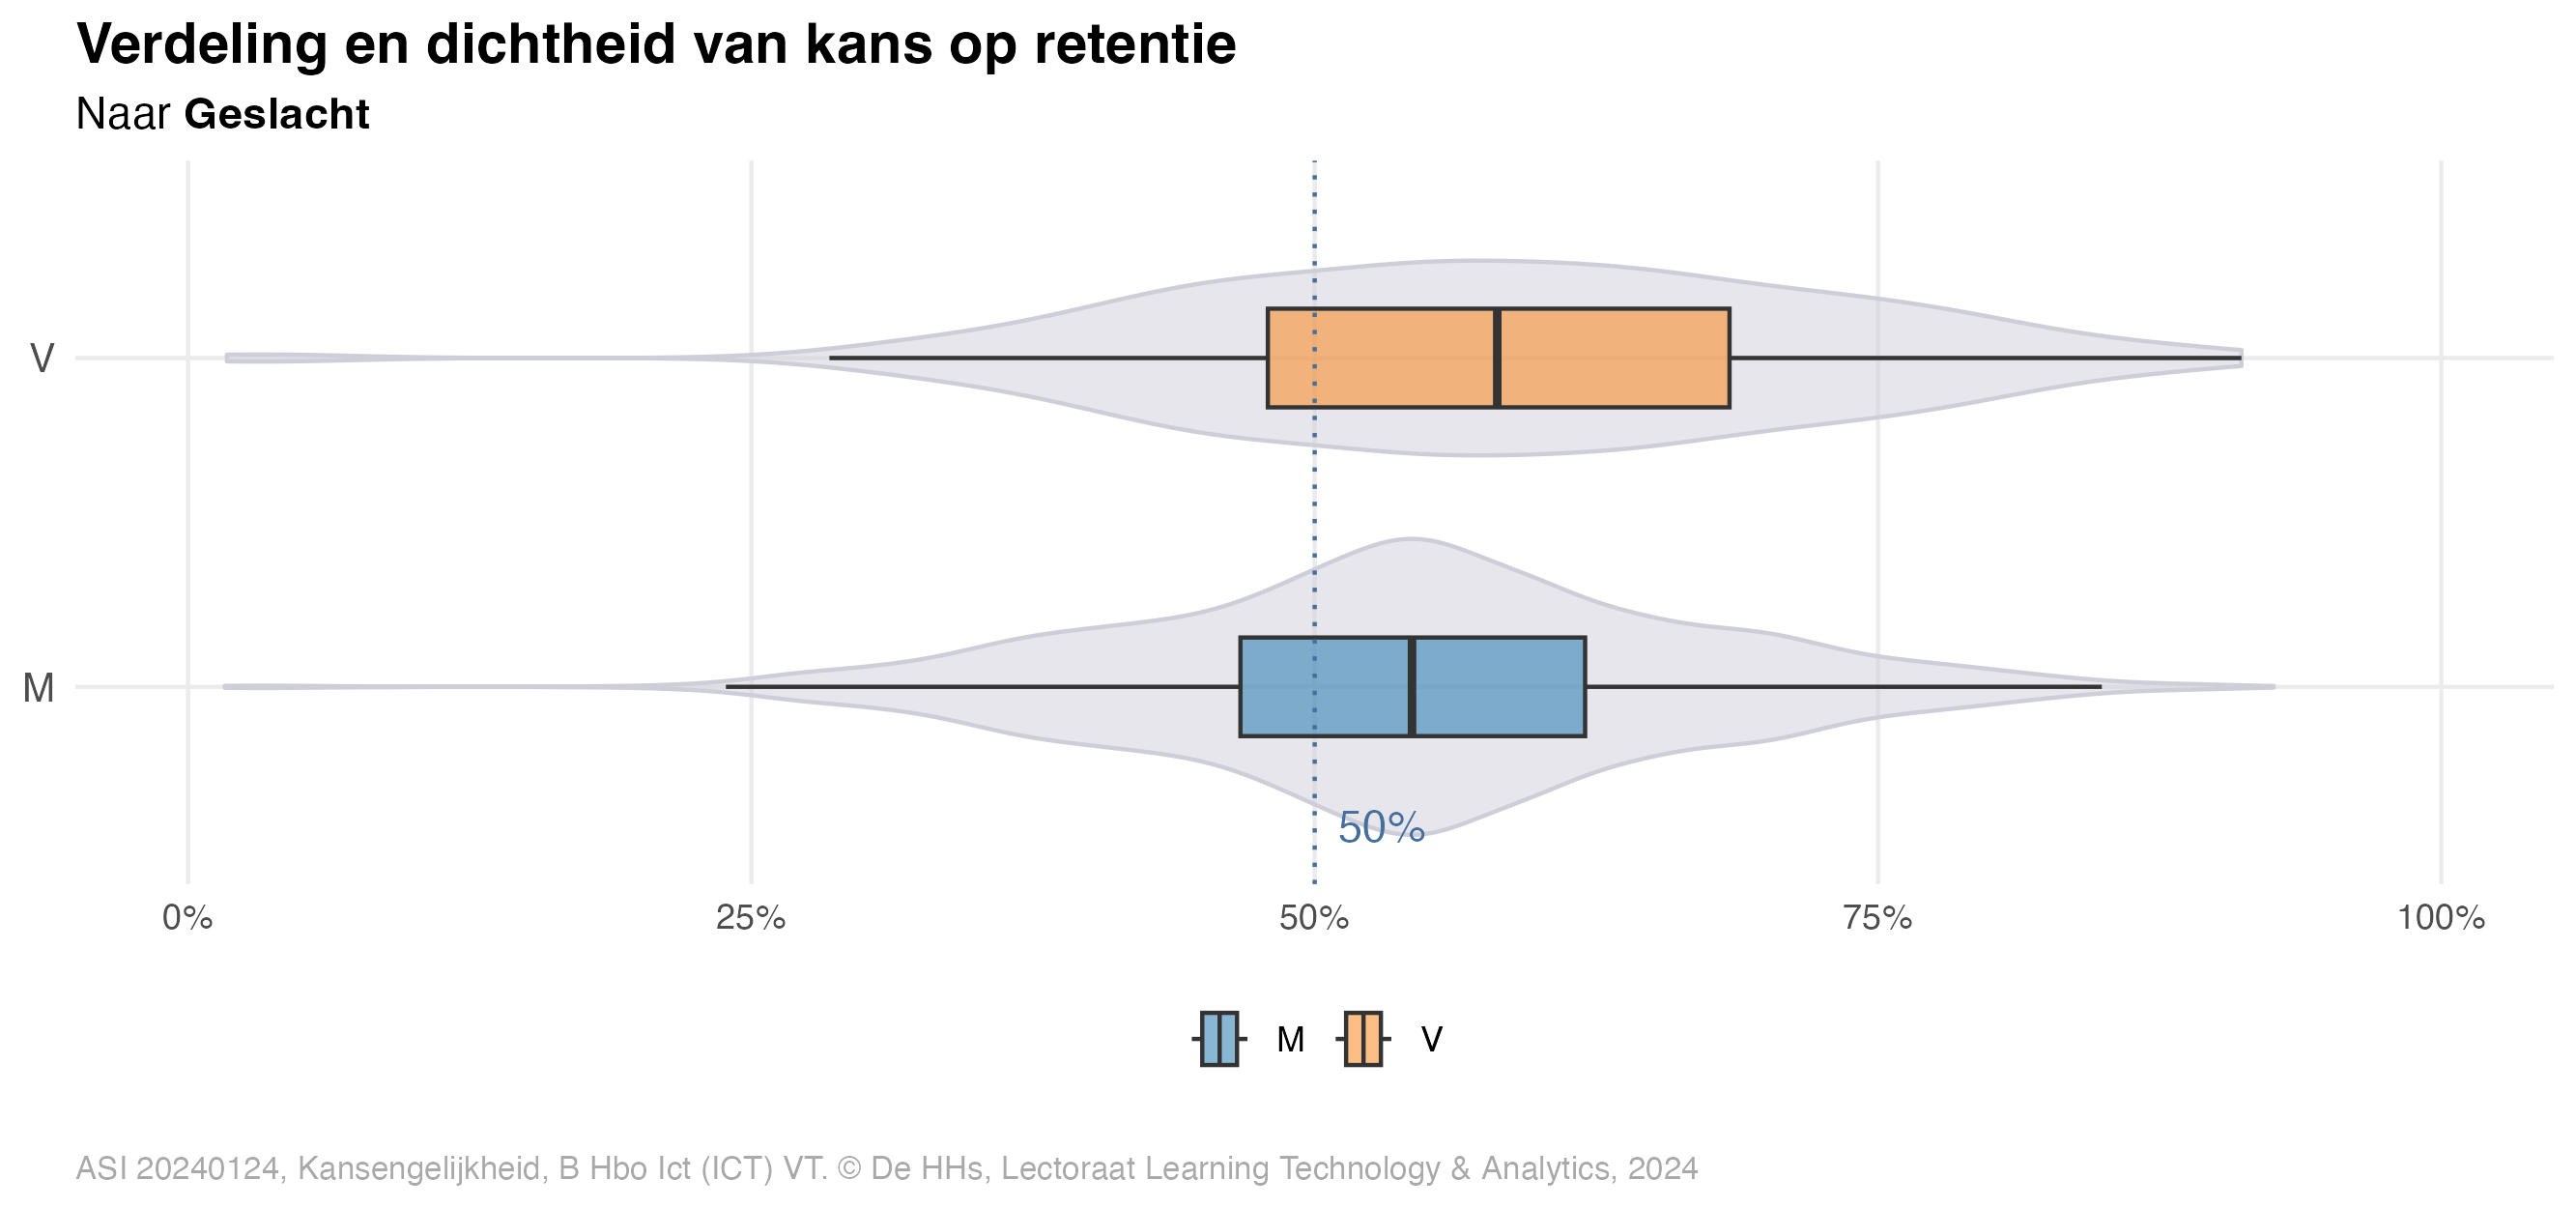 Verdeling en dichtheid van kans op retentie
Naar Geslacht
V
M
50%
0% 25% 50% 75% 100%
M V
ASI 20240124, Kansengelijkheid, B Hbo Ict (ICT) VT. © De HHs, Lectoraat Learning Technology & Analytics, 2024